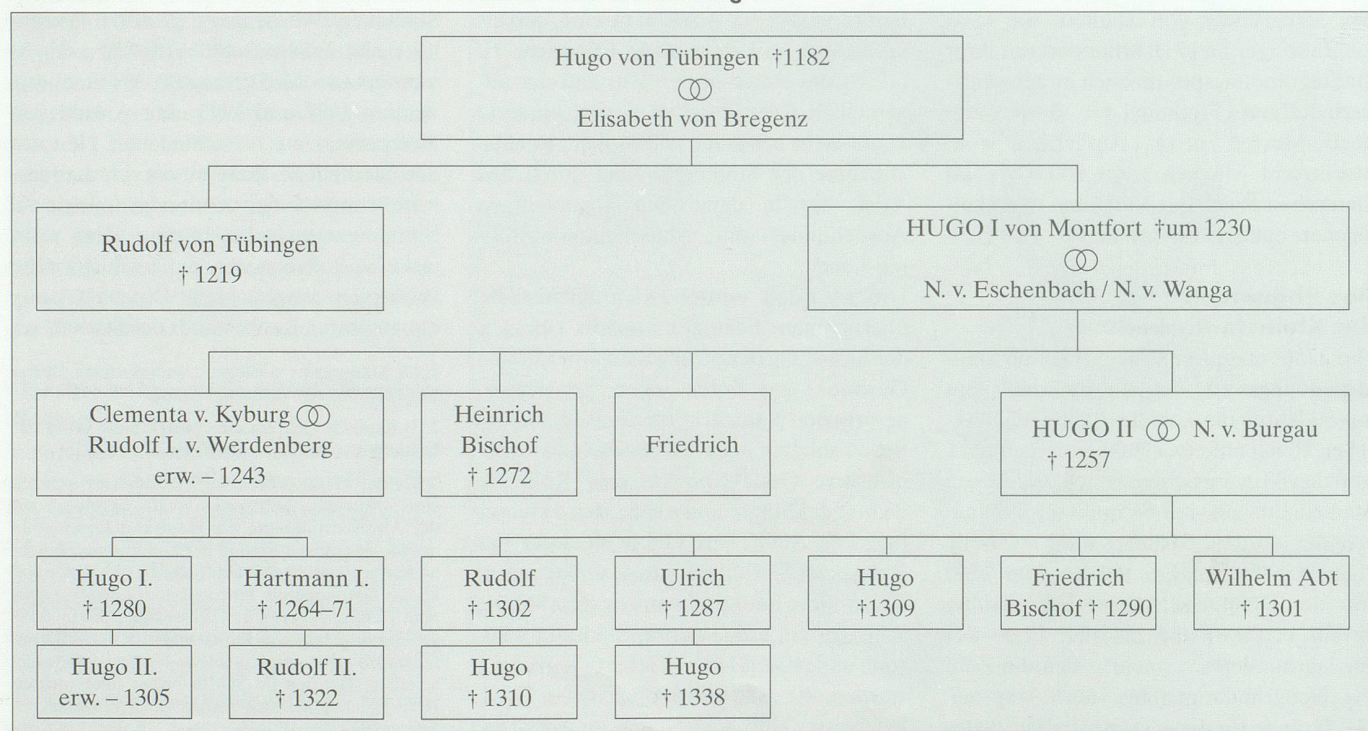 Hugo von Tübingen †1182
Elisabeth von Bregenz
Rudolf von Tübingen
† 1219
HUGO I von Montfort †um 1230
N. v. Eschenbach / N. v. Wanga
Clementa v. Kyburg
Rudolf I. v. Werdenberg
erw. – 1243
Heinrich
Bischof
† 1272
Friedrich
HUGO II N. v. Burgau
† 1257
Hugo I.
† 1280
Hartmann I.
† 1264–71
Rudolf
† 1302
Ulrich
† 1287
Hugo
†1309
Friedrich
Bischof † 1290
Wilhelm Abt
† 1301
Hugo II.
erw. – 1305
Rudolf II.
† 1322
Hugo
† 1310
Hugo
† 1338